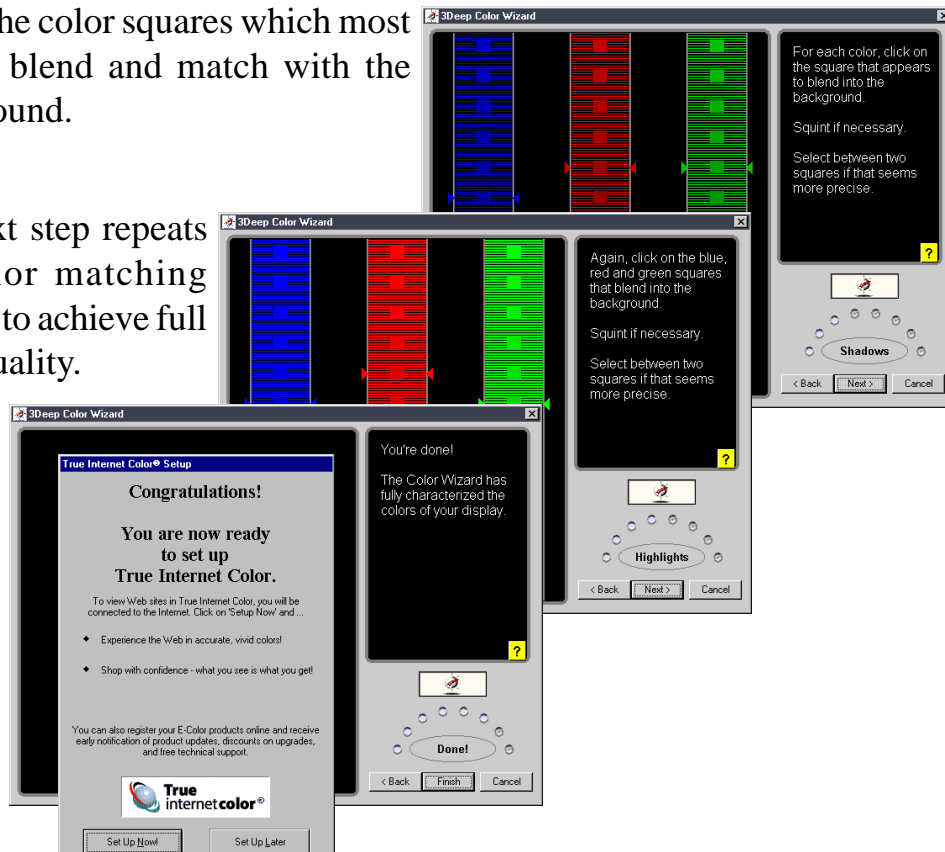 he color squares which most
blend and match with the
ound.
xt step repeats
lor matching
to achieve full
uality.
3Deep Color Wizard
For each color, click on
the square that appears
to blend into the
background.
Squint if necessary.
Select between two
squares if that seems
more precise.
?
Shadows
< Back
Next >
Cancel
3Deep Color Wizard
Again, click on the blue,
red and green squares
that blend into the
background.
Squint if necessary.
Select between two
squares if that seems
more precise.
?
Highlights
< Back
Next >
Cancel
3Deep Color Wizard
You're done!
The Color Wizard has
fully characterized the
colors of your display.
?
Done!
< Back
Finish
Cancel
True Internet Color® Setup
Congratulations!
You are now ready
to set up
True Internet Color.
To view Web sites in True Internet Color, you will be
connected to the Internet. Click on 'Setup Now' and ...
◆ Experience the Web in accurate, vivid colors!
◆ Shop with confidence - what you see is what you get!
You can also register your E-Color products online and receive
early notification of product updates, discounts on upgrades,
and free technical support.
True
internetcolor®
Set Up Now!
Set Up Later